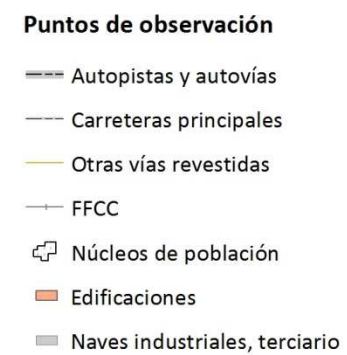 Puntos de observación
Autopistas y autovías
Carreteras principales
Otras vías revestidas
FFCC
Núcleos de población
Edificaciones
Naves industriales, terciario